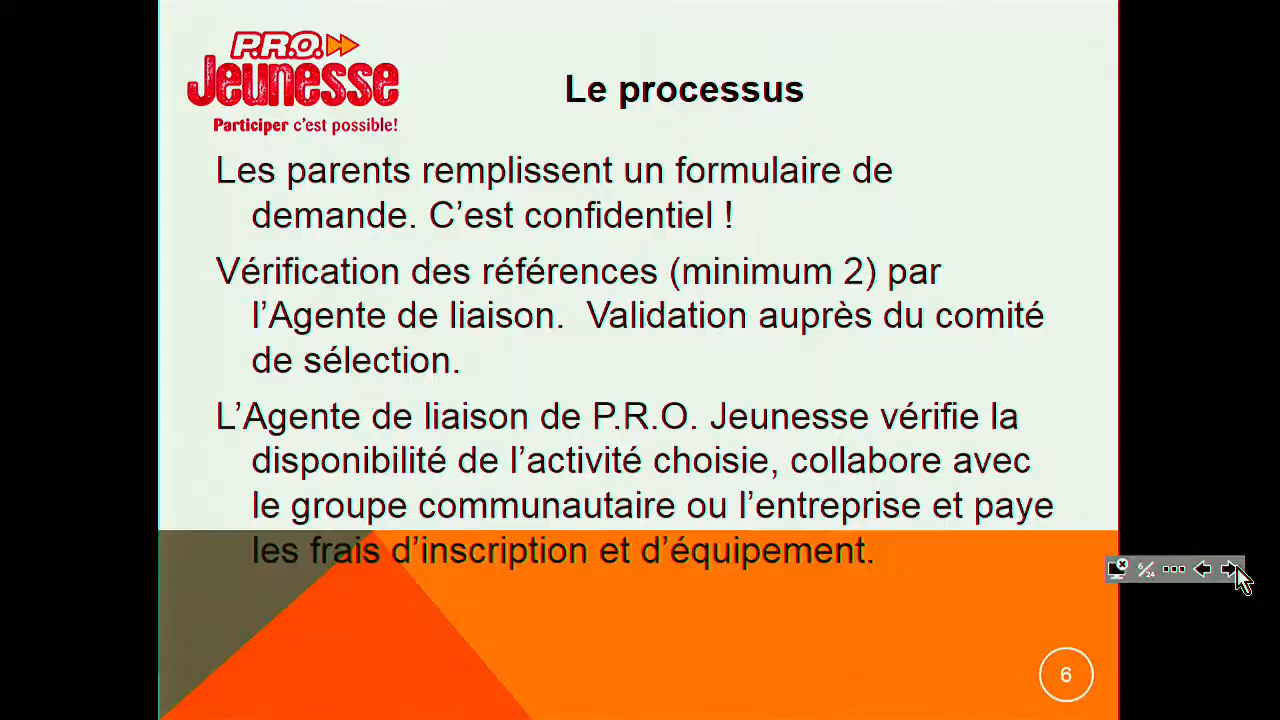 P.R.O.
Jeunesse
Participer c'est possible!
Le processus
Les parents remplissent un formulaire de
demande. C’est confidentiel !
Vérification des références (minimum 2) par
l’Agente de liaison.  Validation auprès du comité
de sélection.
L’Agente de liaison de P.R.O. Jeunesse vérifie la
disponibilité de l’activité choisie, collabore avec
le groupe communautaire ou l’entreprise et paye
les frais d’inscription et d’équipement.
6/24
6